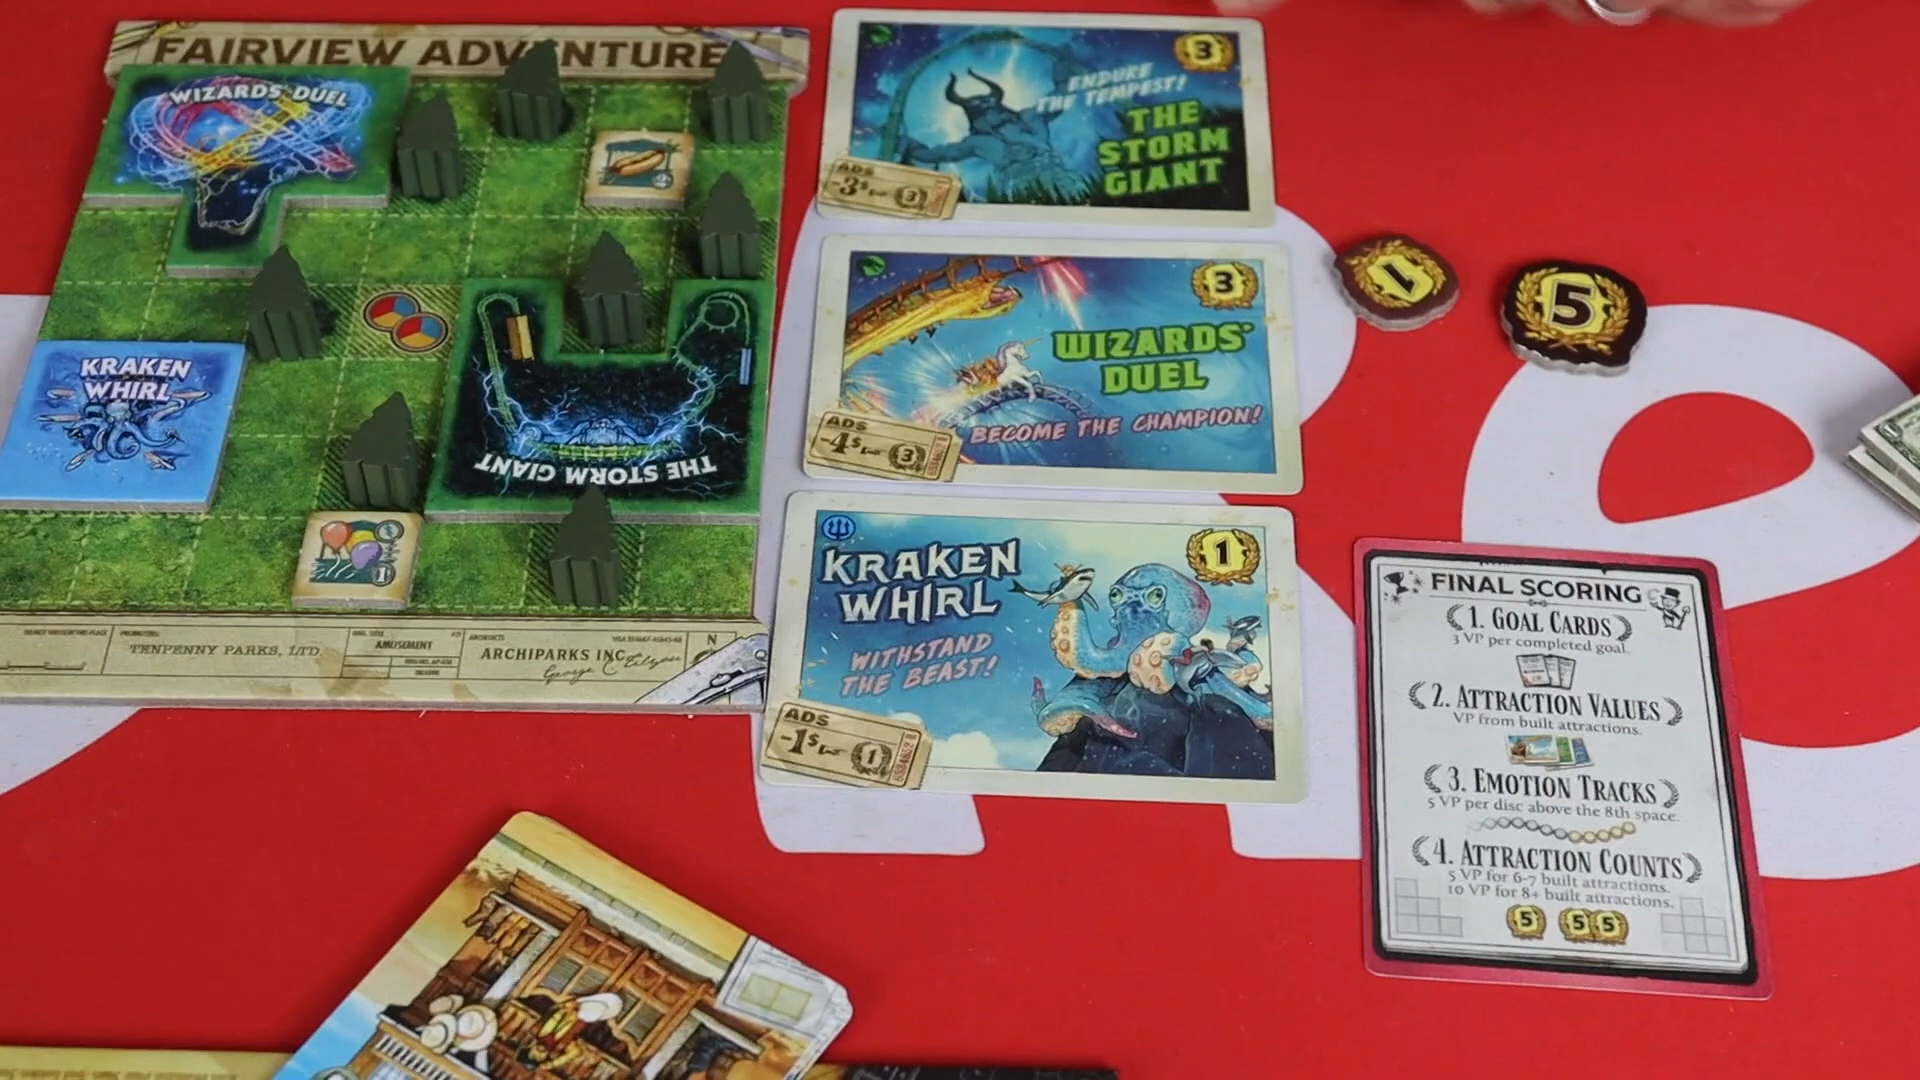 FAIRVIEW ADVENTURE
WIZARDS' DUEL
2
KRAKEN
WHIRL
THE STORM GIANT
1
PROMOTERS:
TENPENNY PARKS, LTD.
AMUSEMENT
ARCHITECTS
ARCHIPARKS INC.
N
3
ENDURE
THE TEMPEST!
THE
STORM
GIANT
ADS
-3$
3
3
WIZARDS'
DUEL
BECOME THE CHAMPION!
ADS
-4$
3
KRAKEN
WHIRL
1
WITHSTAND
THE BEAST!
ADS
-1$
1
1
5
FINAL SCORING
1. GOAL CARDS
3 VP per completed goal.
2. ATTRACTION VALUES
VP from built attractions.
3. EMOTION TRACKS
5 VP per disc above the 8th space.
4. ATTRACTION COUNTS
5 VP for 6-7 built attractions.
10 VP for 8+ built attractions.
5 5 5